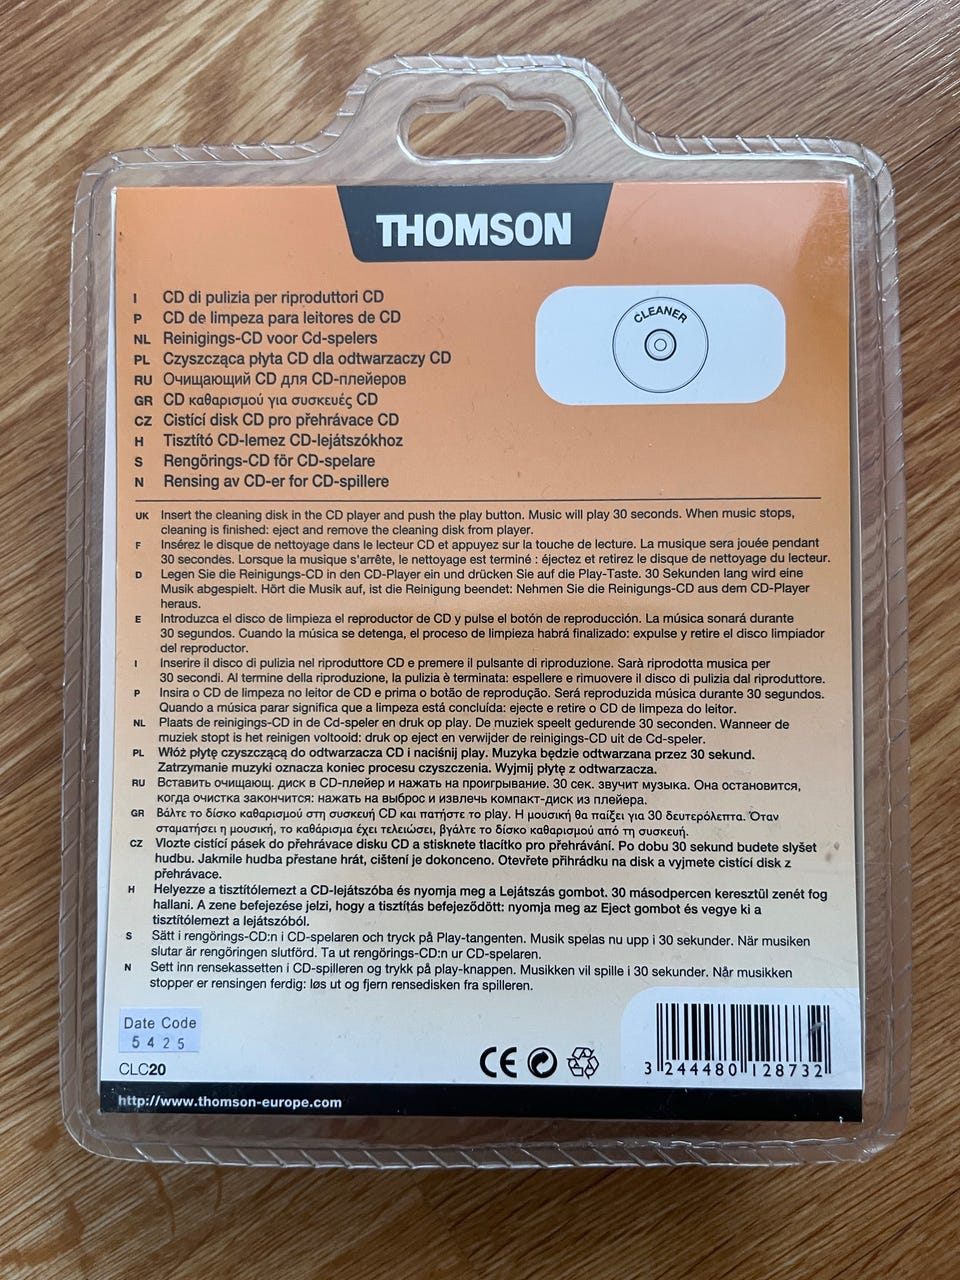 THOMSON
I CD di pulizia per riproduttori CD
P CD de limpeza para leitores de CD
NL Reinigings-CD voor Cd-spelers
PL Czyszcząca płyta CD dla odtwarzaczy CD
RU Очищающий CD для CD-плейеров
GR CD καθαρισμού για συσκευές CD
CZ Cistící disk CD pro přehrávace CD
H Tisztító CD-lemez CD-lejátszókhoz
S Rengörings-CD för CD-spelare
N Rensing av CD-er for CD-spillere
CLEANER
UK Insert the cleaning disk in the CD player and push the play button. Music will play 30 seconds. When music stops,
cleaning is finished: eject and remove the cleaning disk from player.
F Insérez le disque de nettoyage dans le lecteur CD et appuyez sur la touche de lecture. La musique sera jouée pendant
30 secondes. Lorsque la musique s'arrête, le nettoyage est terminé : éjectez et retirez le disque de nettoyage du lecteur.
D Legen Sie die Reinigungs-CD in den CD-Player ein und drücken Sie auf die Play-Taste. 30 Sekunden lang wird eine
Musik abgespielt. Hört die Musik auf, ist die Reinigung beendet: Nehmen Sie die Reinigungs-CD aus dem CD-Player
heraus.
E Introduzca el disco de limpieza el reproductor de CD y pulse el botón de reproducción. La música sonará durante
30 segundos. Cuando la música se detenga, el proceso de limpieza habrá finalizado: expulse y retire el disco limpiador
del reproductor.
I Inserire il disco di pulizia nel riproduttore CD e premere il pulsante di riproduzione. Sarà riprodotta musica per
30 secondi. Al termine della riproduzione, la pulizia è terminata: espellere e rimuovere il disco di pulizia dal riproduttore.
P Insira o CD de limpeza no leitor de CD e prima o botão de reprodução. Será reproduzida música durante 30 segundos.
Quando a música parar significa que a limpeza está concluída: ejecte e retire o CD de limpeza do leitor.
NL Plaats de reinigings-CD in de Cd-speler en druk op play. De muziek speelt gedurende 30 seconden. Wanneer de
muziek stopt is het reinigen voltooid: druk op eject en verwijder de reinigings-CD uit de Cd-speler.
PL Włóż płytę czyszczącą do odtwarzacza CD i naciśnij play. Muzyka będzie odtwarzana przez 30 sekund.
Zatrzymanie muzyki oznacza koniec procesu czyszczenia. Wyjmij płytę z odtwarzacza.
RU Вставить очищающ. диск в CD-плейер и нажать на проигрывание. 30 сек. звучит музыка. Она остановится,
когда очистка закончится: нажать на выброс и извлечь компакт-диск из плейера.
GR Βάλτε το δίσκο καθαρισμού στη συσκευή CD και πατήστε το play. Η μουσική θα παίξει για 30 δευτερόλεπτα. Όταν
σταματήσει η μουσική, το καθάρισμα έχει τελειώσει, βγάλτε το δίσκο καθαρισμού από τη συσκευή.
CZ Vlozte cistící pásek do přehrávace disku CD a stisknete tlacítko pro přehrávání. Po dobu 30 sekund budete slyšet
hudbu. Jakmile hudba přestane hrát, cištení je dokonceno. Otevřete přihrádku na disk a vyjmete cistící disk z
přehrávace.
H Helyezze a tisztítólemezt a CD-lejátszóba és nyomja meg a Lejátszás gombot. 30 másodpercen keresztül zenét fog
hallani. A zene befejezése jelzi, hogy a tisztítás befejeződött: nyomja meg az Eject gombot és vegye ki a
tisztítólemezt a lejátszóból.
S Sätt i rengörings-CD:n i CD-spelaren och tryck på Play-tangenten. Musik spelas nu upp i 30 sekunder. När musiken
slutar är rengöringen slutförd. Ta ut rengörings-CD:n ur CD-spelaren.
N Sett inn rensekassetten i CD-spilleren og trykk på play-knappen. Musikken vil spille i 30 sekunder. Når musikken
stopper er rensingen ferdig: løs ut og fjern rensedisken fra spilleren.
Date Code
5425
CLC20
CE
3 244480 128732
http://www.thomson-europe.com